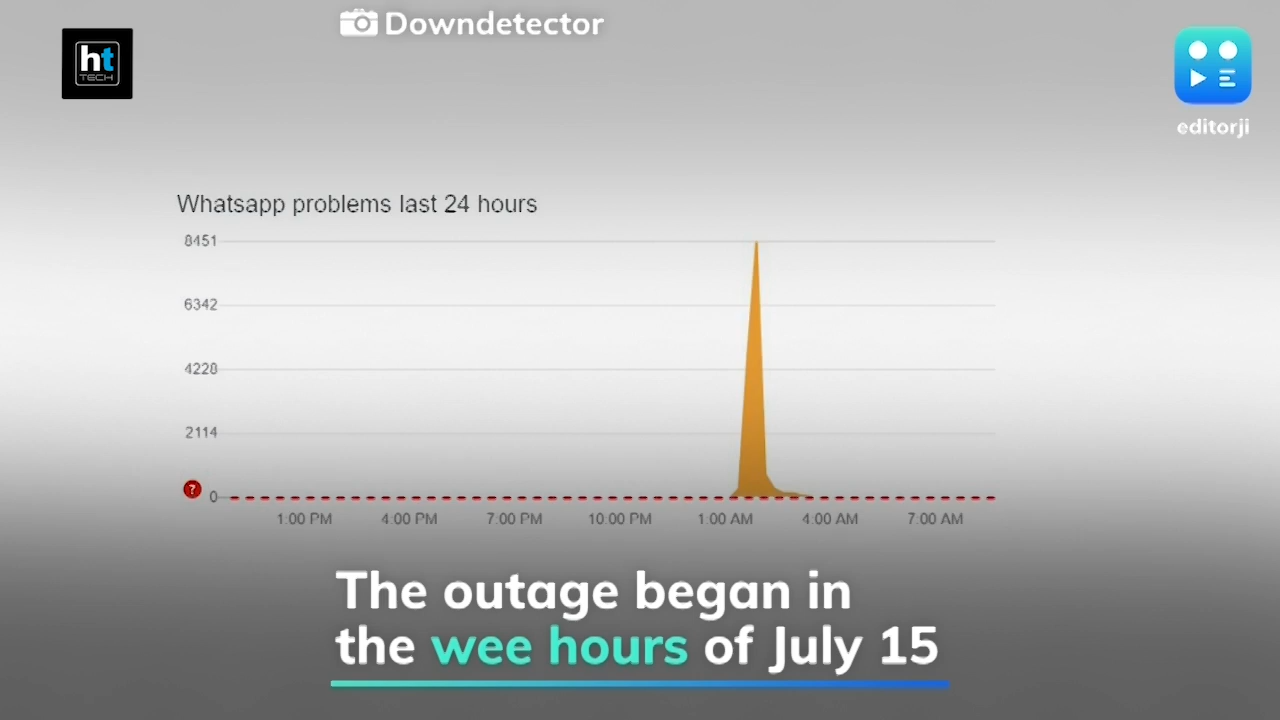 Downdetector
ht
TECH
editorji
Whatsapp problems last 24 hours
8451
6342
4228
2114
?
0
1:00 PM 4:00 PM 7:00 PM 10:00 PM 1:00 AM 4:00 AM 7:00 AM
The outage began in
the wee hours of July 15